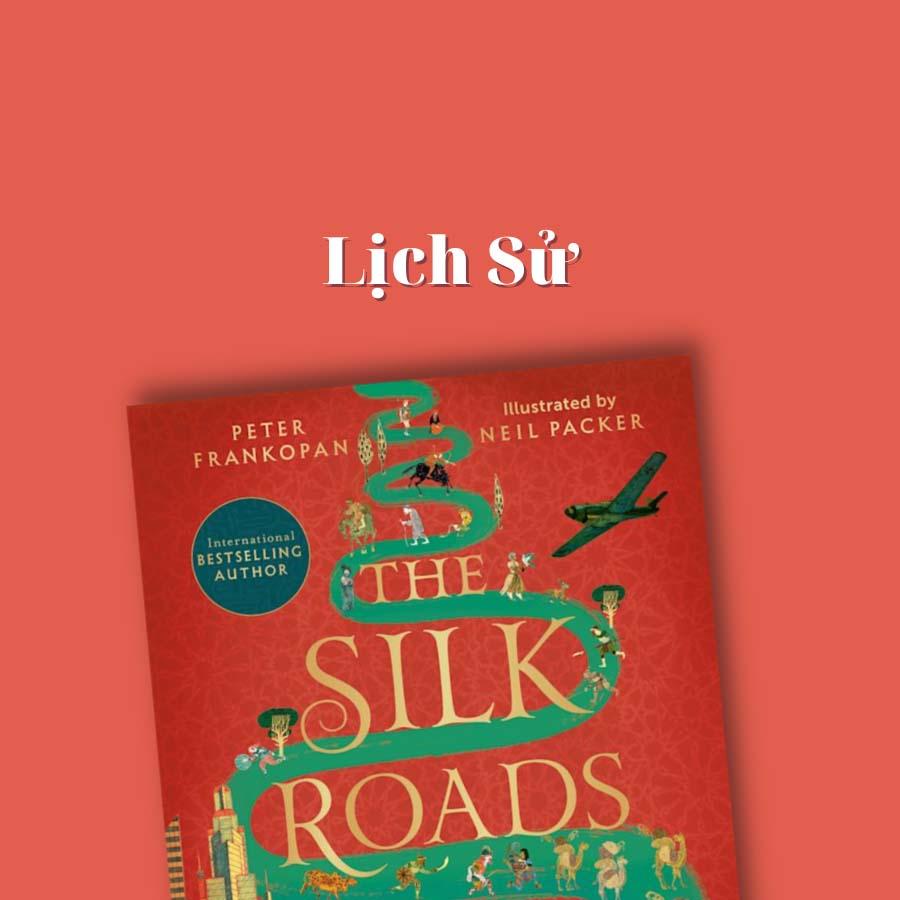 Lịch Sử
PETER
FRANKOPAN
Illustrated by
NEIL PACKER
International
BESTSELLING
AUTHOR
THE
SILK
ROADS